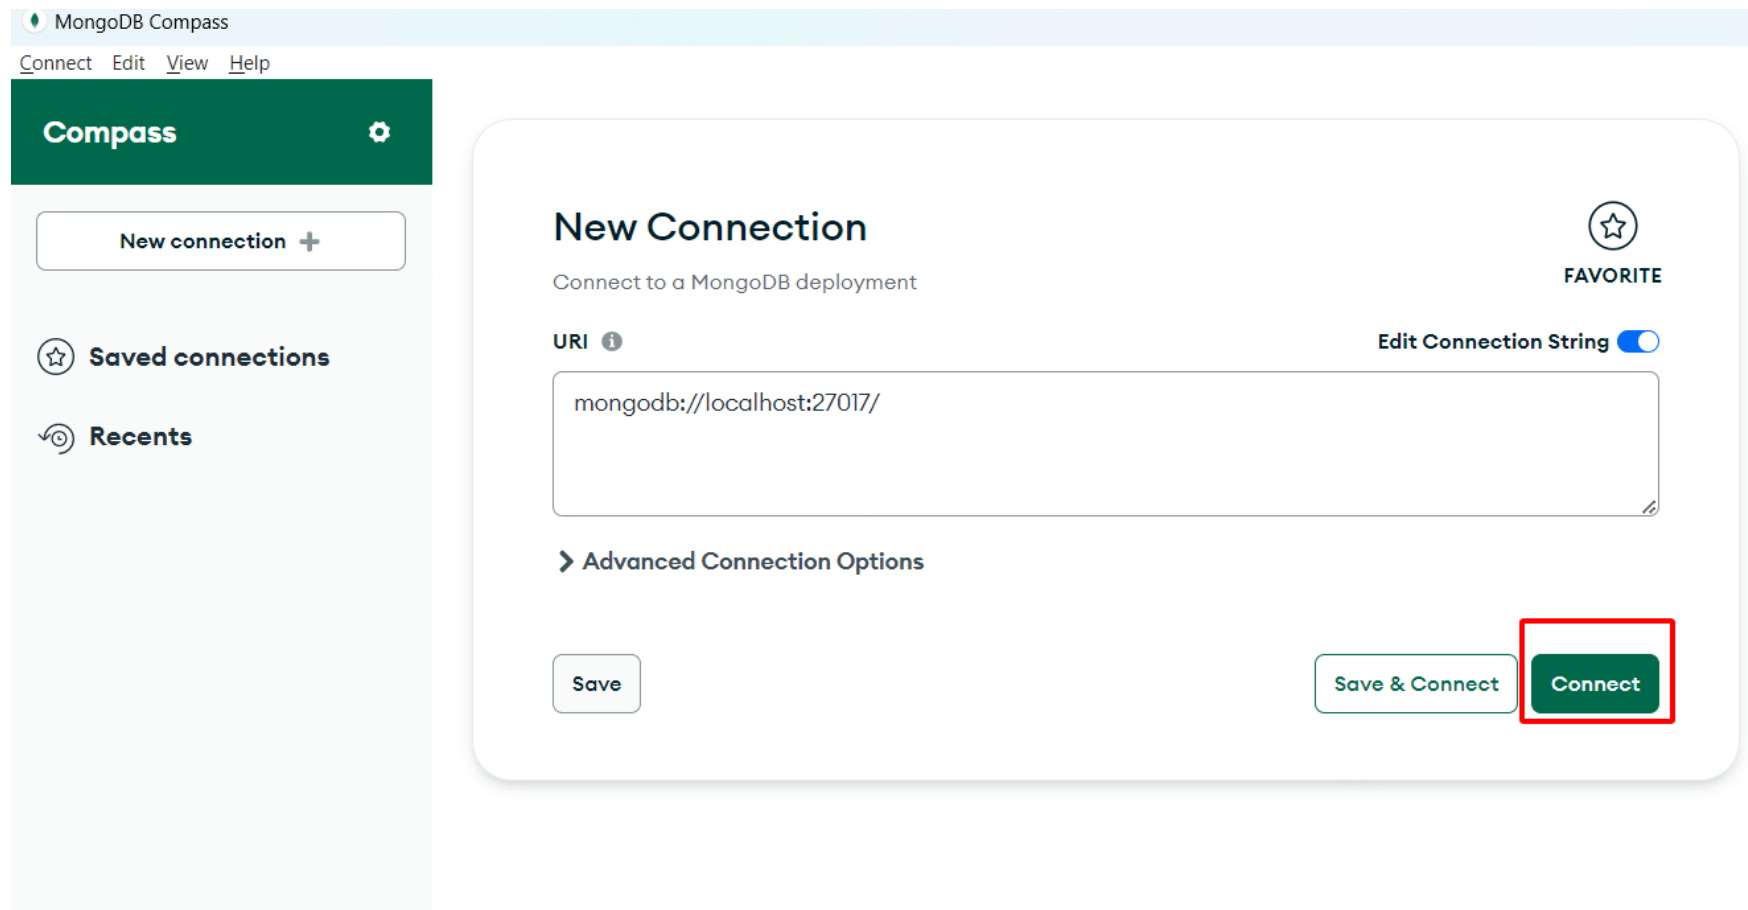 MongoDB Compass
Connect Edit View Help
Compass
New connection
Saved connections
Recents
New Connection
Connect to a MongoDB deployment
FAVORITE
URI
Edit Connection String
mongodb://localhost:27017/
Advanced Connection Options
Save
Save & Connect
Connect